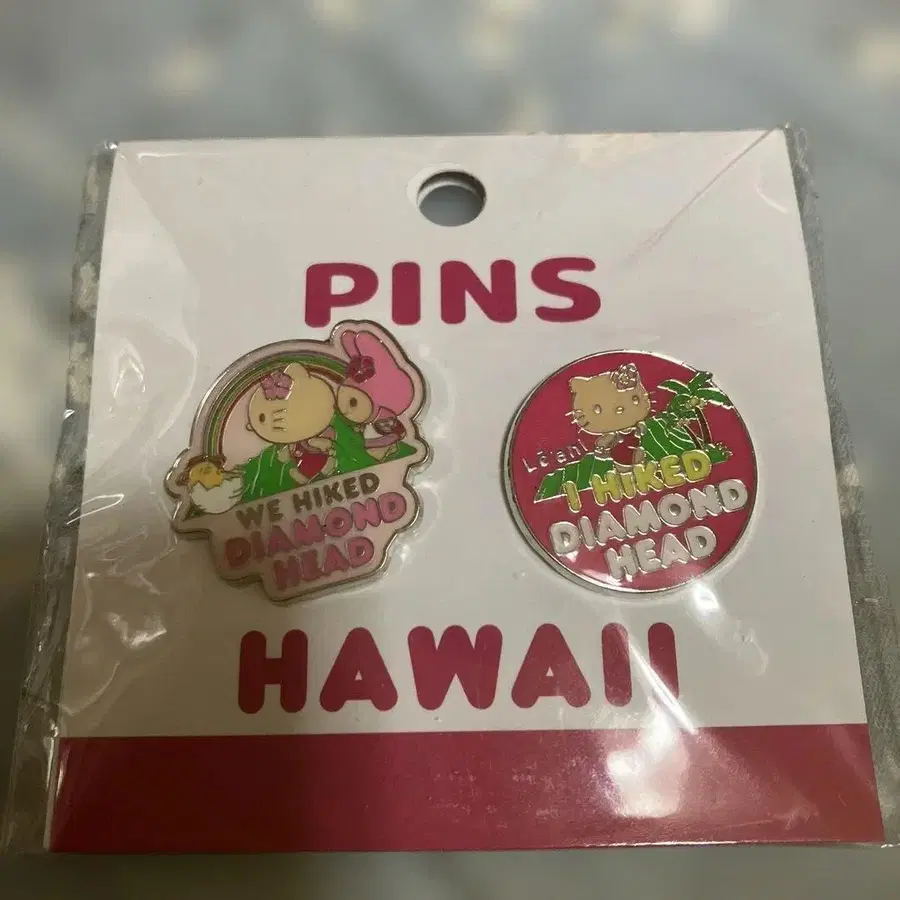 PINS
WE HIKED
DIAMOND
HEAD
Lē'ahi
I HIKED
DIAMOND
HEAD
HAWAII